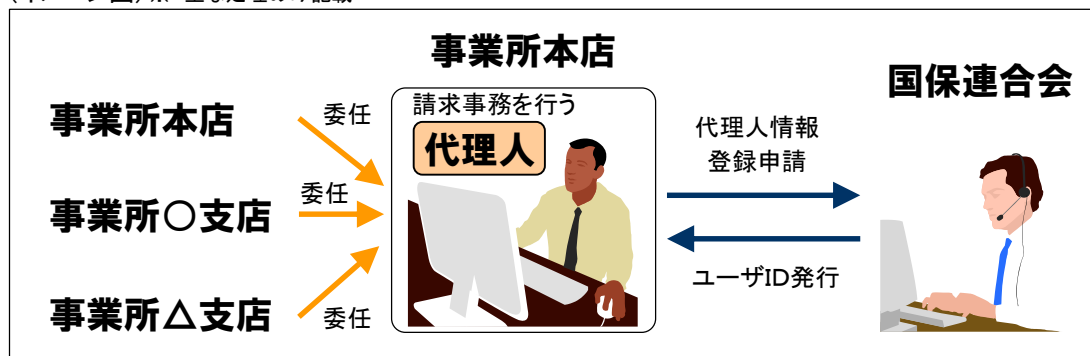 事業所本店
国保連合会
事業所本店
委任
請求事務を行う
代理人
代理人情報
登録申請
事業所○支店
委任
ユーザID発行
事業所△支店
委任